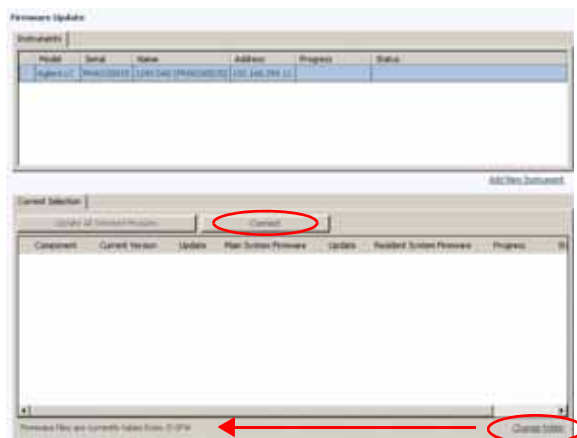 Firmware Update
Instruments
Model Serial Name Address Progress Status
Agilent LC
Add New Instrument
Current Selection
Update All Selected Modules Connect
Component Current Version Update Main System Firmware Update Resident System Firmware Progress
Firmware files are currently taken from: Change Folder